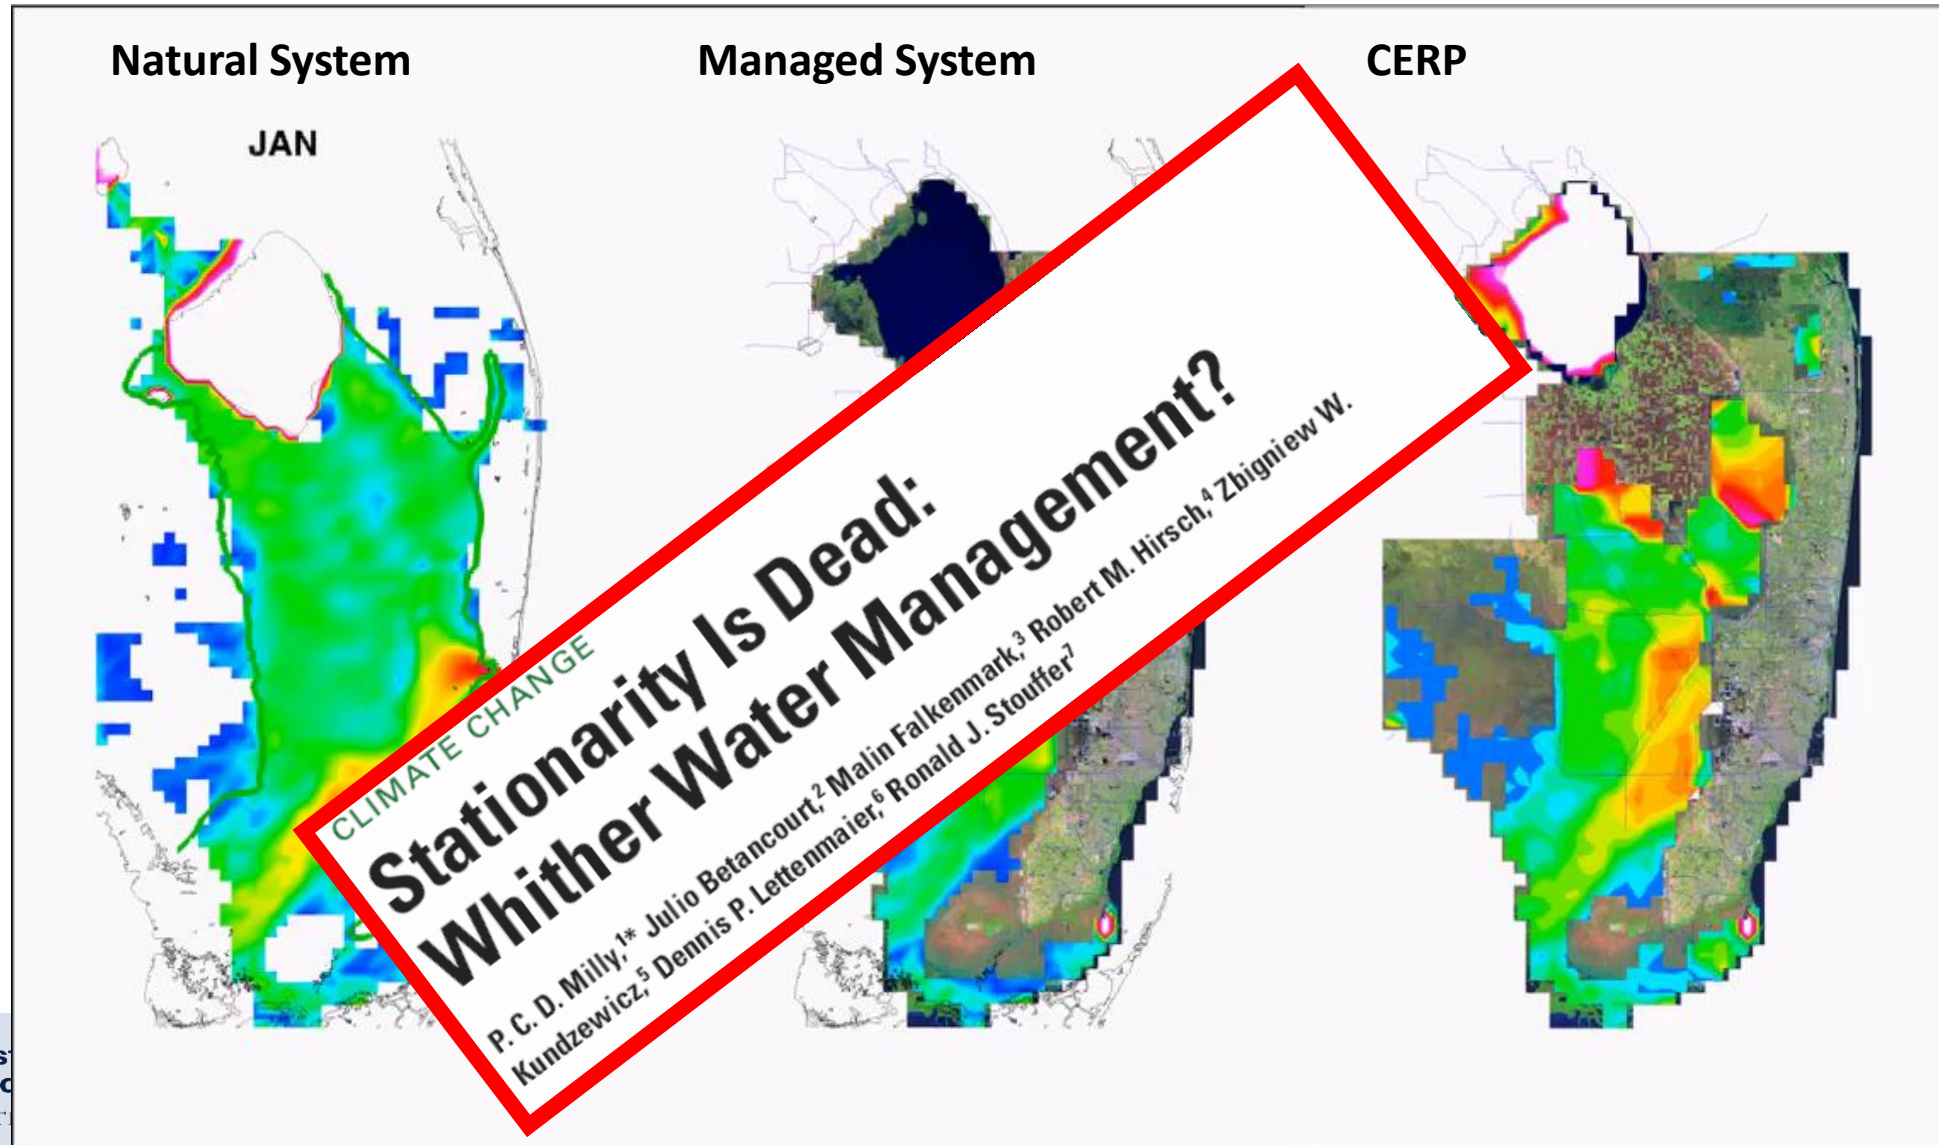 Natural System
Managed System
CERP
JAN
CLIMATE CHANGE
Stationarity Is Dead:
Whither Water Management?
P. C. D. Milly,¹* Julio Betancourt,² Malin Falkenmark,³ Robert M. Hirsch,⁴ Zbigniew W.
Kundzewicz,⁵ Dennis P. Lettenmaier,⁶ Ronald J. Stouffer⁷